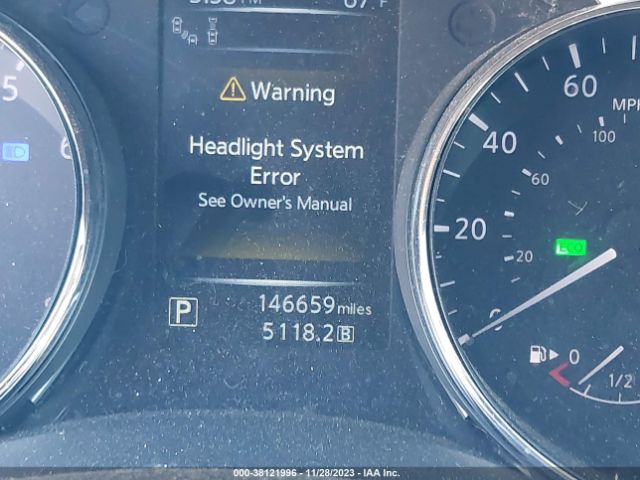 5
Warning
60
MPH
Headlight System
Error
See Owner's Manual
40
100
60
20
20
ECO
0
P
146659 miles
5118.2 B
0
1/2
000-38121996 - 11/28/2023 - IAA Inc.